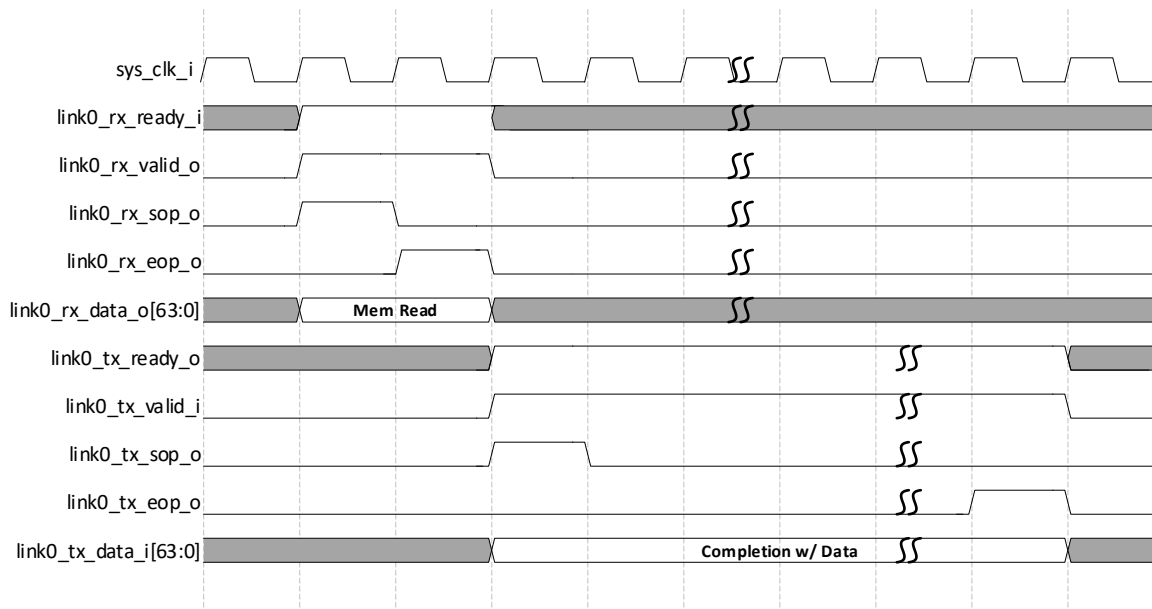 sys_clk_i
link0_rx_ready_i
link0_rx_valid_o
link0_rx_sop_o
link0_rx_eop_o
link0_rx_data_o[63:0]
Mem Read
link0_tx_ready_o
link0_tx_valid_i
link0_tx_sop_o
link0_tx_eop_o
link0_tx_data_i[63:0]
Completion w/ Data